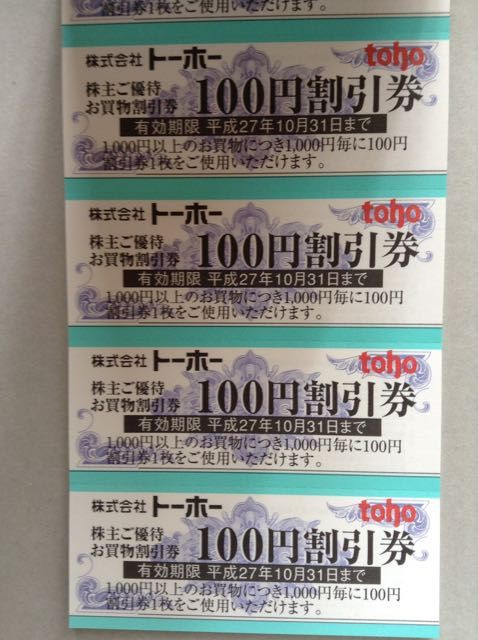 割引券1枚をご使用いただけます。
株式会社 トーホー toho
株主ご優待
お買物割引券 100円割引券
有効期限 平成27年10月31日まで
1,000円以上のお買物につき1,000円毎に100円
割引券1枚をご使用いただけます。
株式会社 トーホー toho
株主ご優待
お買物割引券 100円割引券
有効期限 平成27年10月31日まで
1,000円以上のお買物につき1,000円毎に100円
割引券1枚をご使用いただけます。
株式会社 トーホー toho
株主ご優待
お買物割引券 100円割引券
有効期限 平成27年10月31日まで
1,000円以上のお買物につき1,000円毎に100円
割引券1枚をご使用いただけます。
株式会社 トーホー toho
株主ご優待
お買物割引券 100円割引券
有効期限 平成27年10月31日まで
1,000円以上のお買物につき1,000円毎に100円
割引券1枚をご使用いただけます。